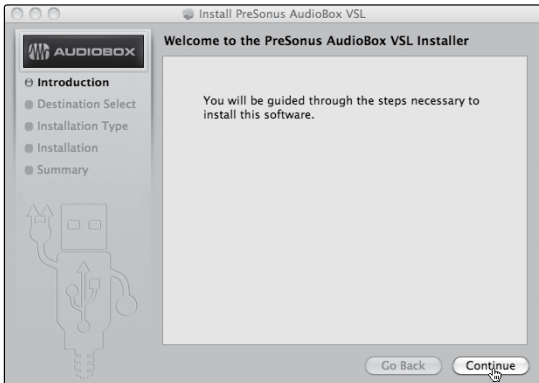 Install PreSonus AudioBox VSL
AUDIOBOX
Welcome to the PreSonus AudioBox VSL Installer
Introduction
Destination Select
Installation Type
Installation
Summary
You will be guided through the steps necessary to
install this software.
Go Back
Continue